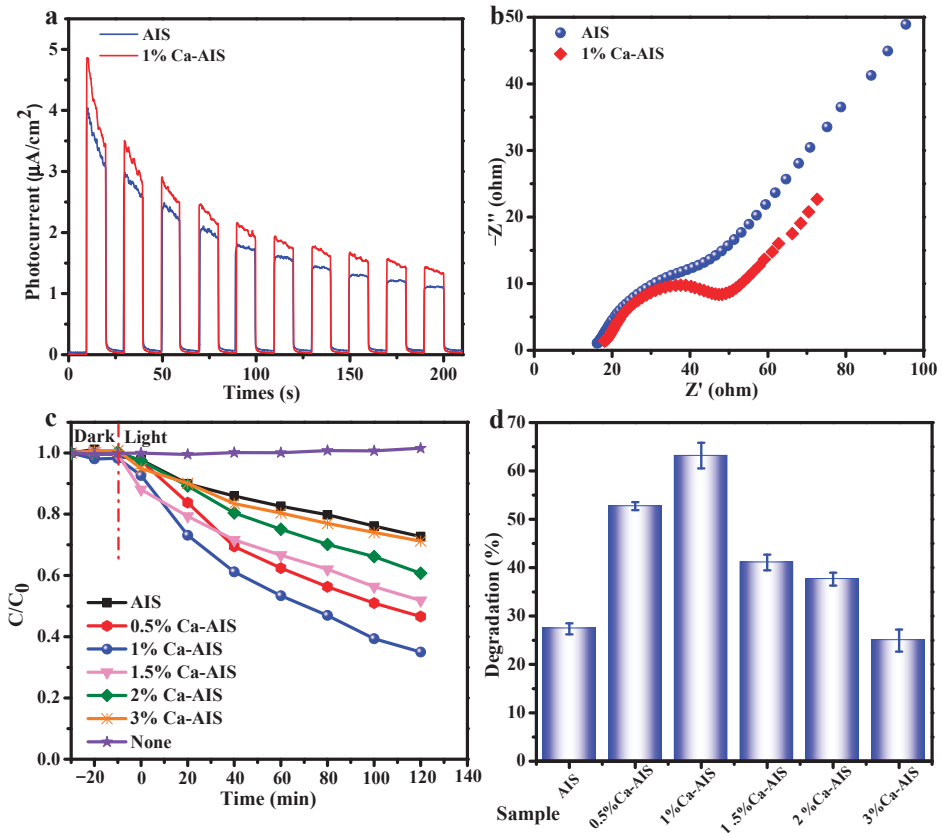 a
AIS
1% Ca-AIS
Photocurrent (μA/cm²)
5
4
3
2
1
0
0 50 100 150 200
Times (s)
b
AIS
1% Ca-AIS
−Z'' (ohm)
50
40
30
20
10
0
0 20 40 60 80 100
Z' (ohm)
c
Dark Light
C/C0
1.0
0.8
0.6
0.4
0.2
0.0
AIS
0.5% Ca-AIS
1% Ca-AIS
1.5% Ca-AIS
2% Ca-AIS
3% Ca-AIS
None
−20 0 20 40 60 80 100 120 140
Time (min)
d
Degradation (%)
70
60
50
40
30
20
10
0
AIS
0.5%Ca-AIS
1%Ca-AIS
1.5%Ca-AIS
2%Ca-AIS
3%Ca-AIS
Sample